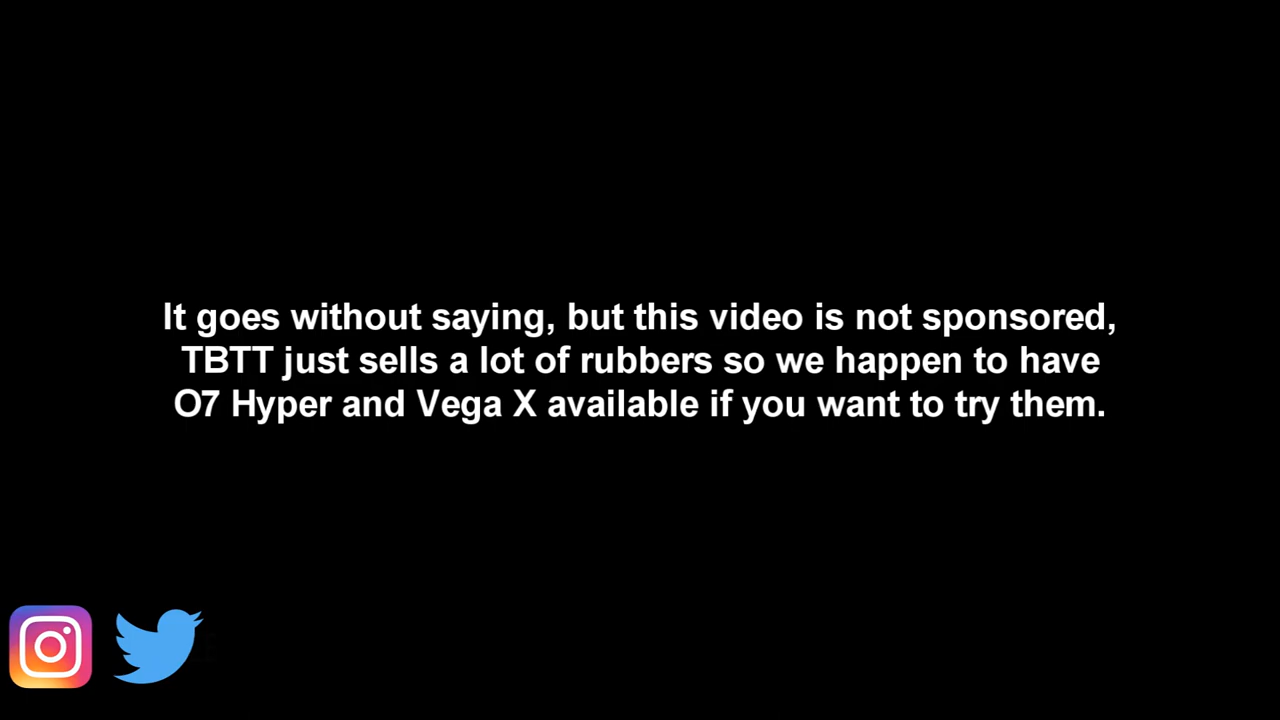 It goes without saying, but this video is not sponsored,
TBTT just sells a lot of rubbers so we happen to have
O7 Hyper and Vega X available if you want to try them.